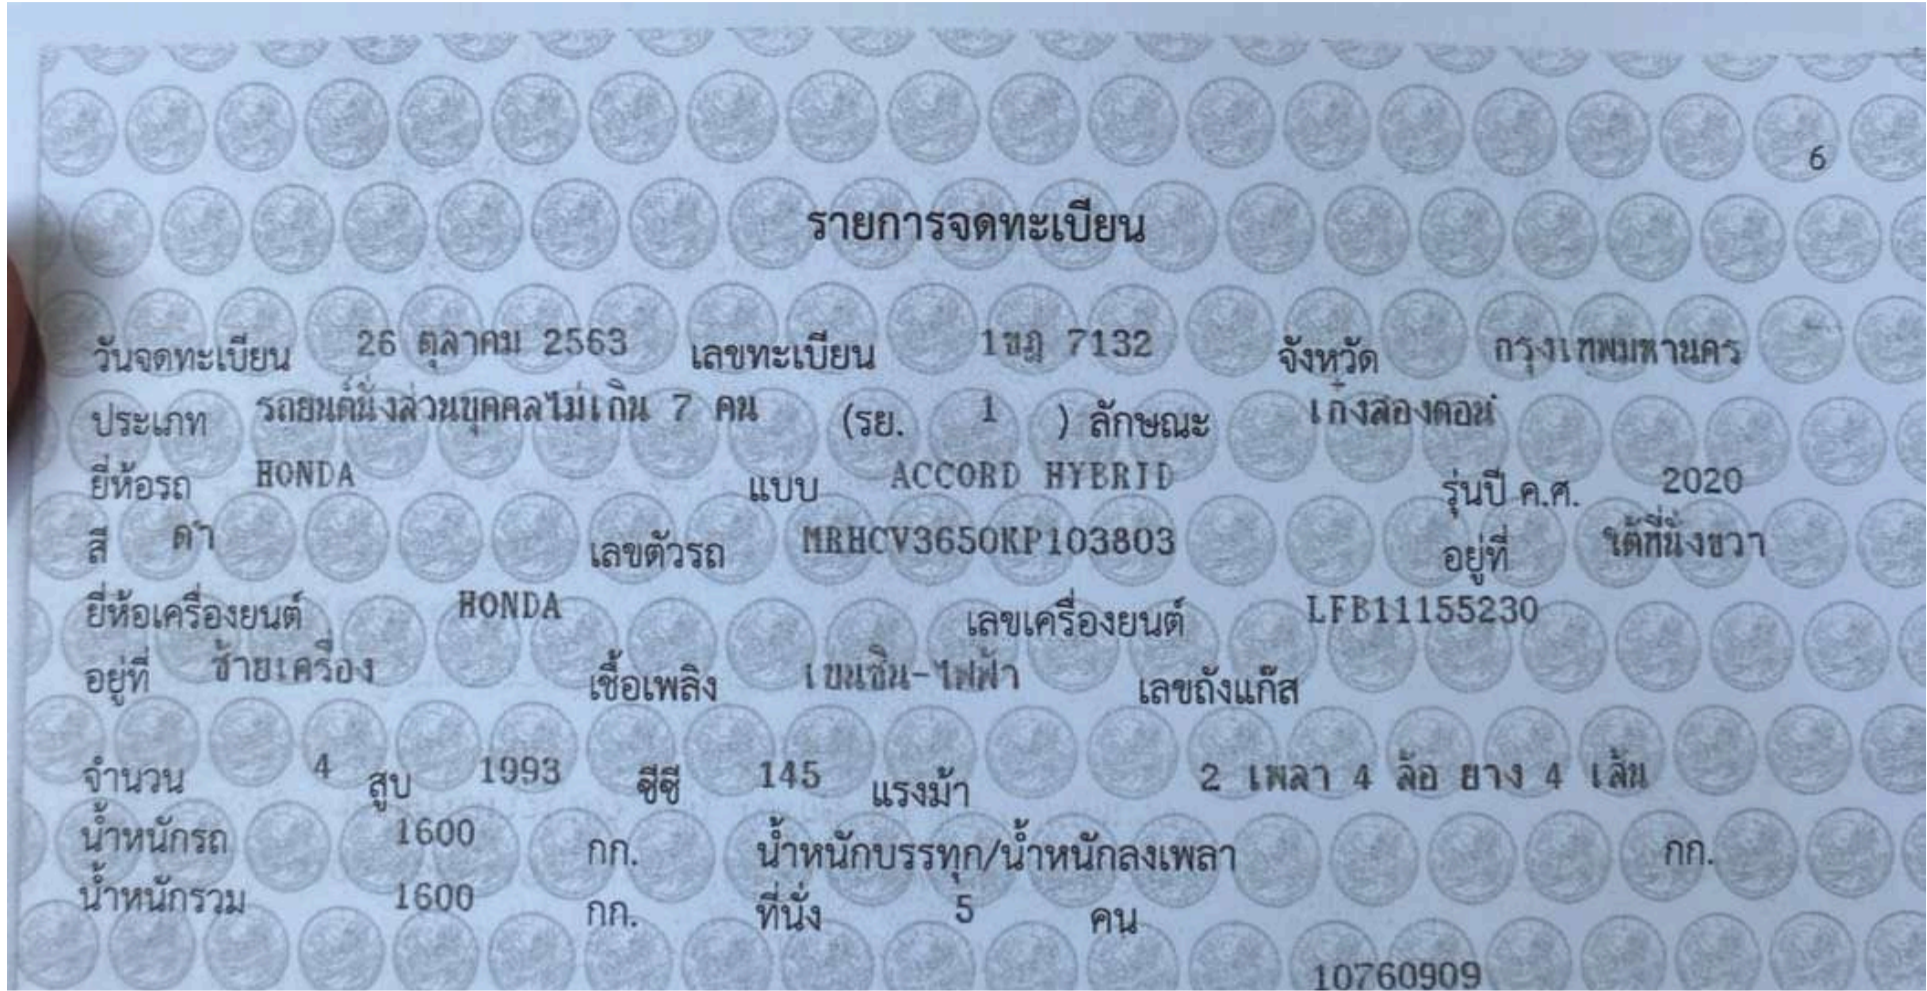 6
รายการจดทะเบียน
วันจดทะเบียน 26 ตุลาคม 2563 เลขทะเบียน 1ขฎ 7132 จังหวัด กรุงเทพมหานคร
ประเภท รถยนต์นั่งส่วนบุคคลไม่เกิน 7 คน (รย. 1 ) ลักษณะ เก๋งสองตอน
ยี่ห้อรถ HONDA แบบ ACCORD HYBRID รุ่นปี ค.ศ. 2020
สี ดำ เลขตัวรถ MRHCV3650KP103803 อยู่ที่ ใต้ที่นั่งขวา
ยี่ห้อเครื่องยนต์ HONDA เลขเครื่องยนต์ LFB11155230
อยู่ที่ ซ้ายเครื่อง เชื้อเพลิง เบนซิน-ไฟฟ้า เลขถังแก๊ส
จำนวน 4 สูบ 1993 ซีซี 145 แรงม้า 2 เพลา 4 ล้อ ยาง 4 เส้น
น้ำหนักรถ 1600 กก. น้ำหนักบรรทุก/น้ำหนักลงเพลา กก.
น้ำหนักรวม 1600 กก. ที่นั่ง 5 คน
10760909